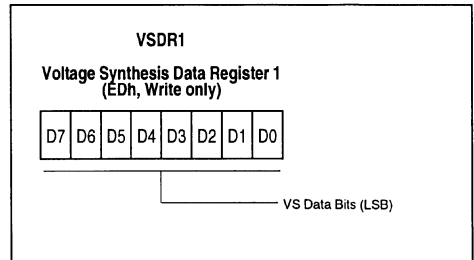 VSDR1
Voltage Synthesis Data Register 1
(EDh, Write only)
D7 D6 D5 D4 D3 D2 D1 D0
VS Data Bits (LSB)